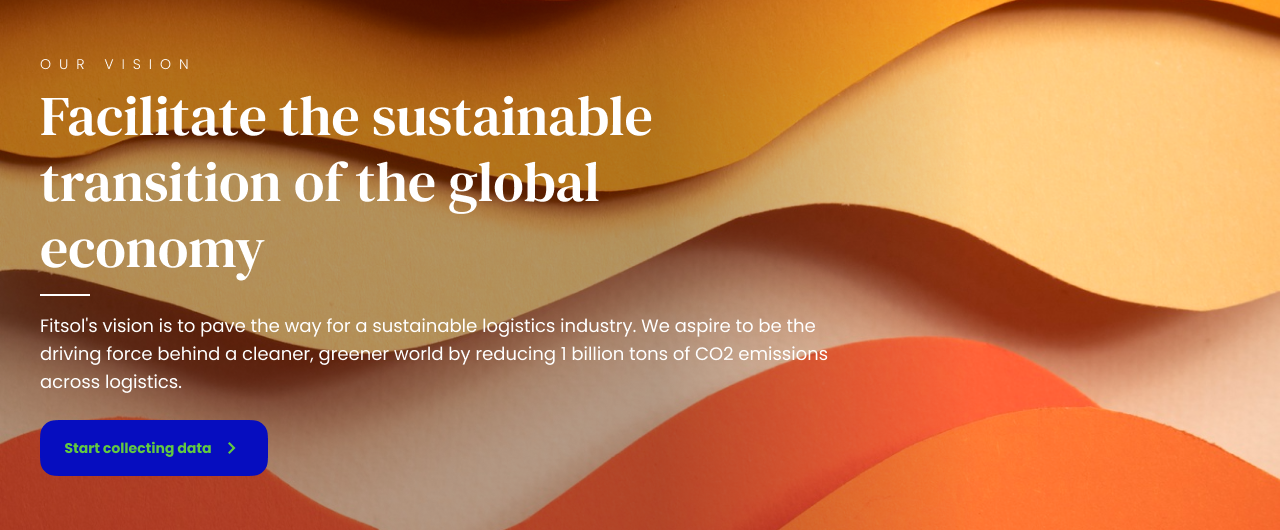 OUR VISION
Facilitate the sustainable
transition of the global
economy
Fitsol's vision is to pave the way for a sustainable logistics industry. We aspire to be the
driving force behind a cleaner, greener world by reducing 1 billion tons of CO2 emissions
across logistics.
Start collecting data